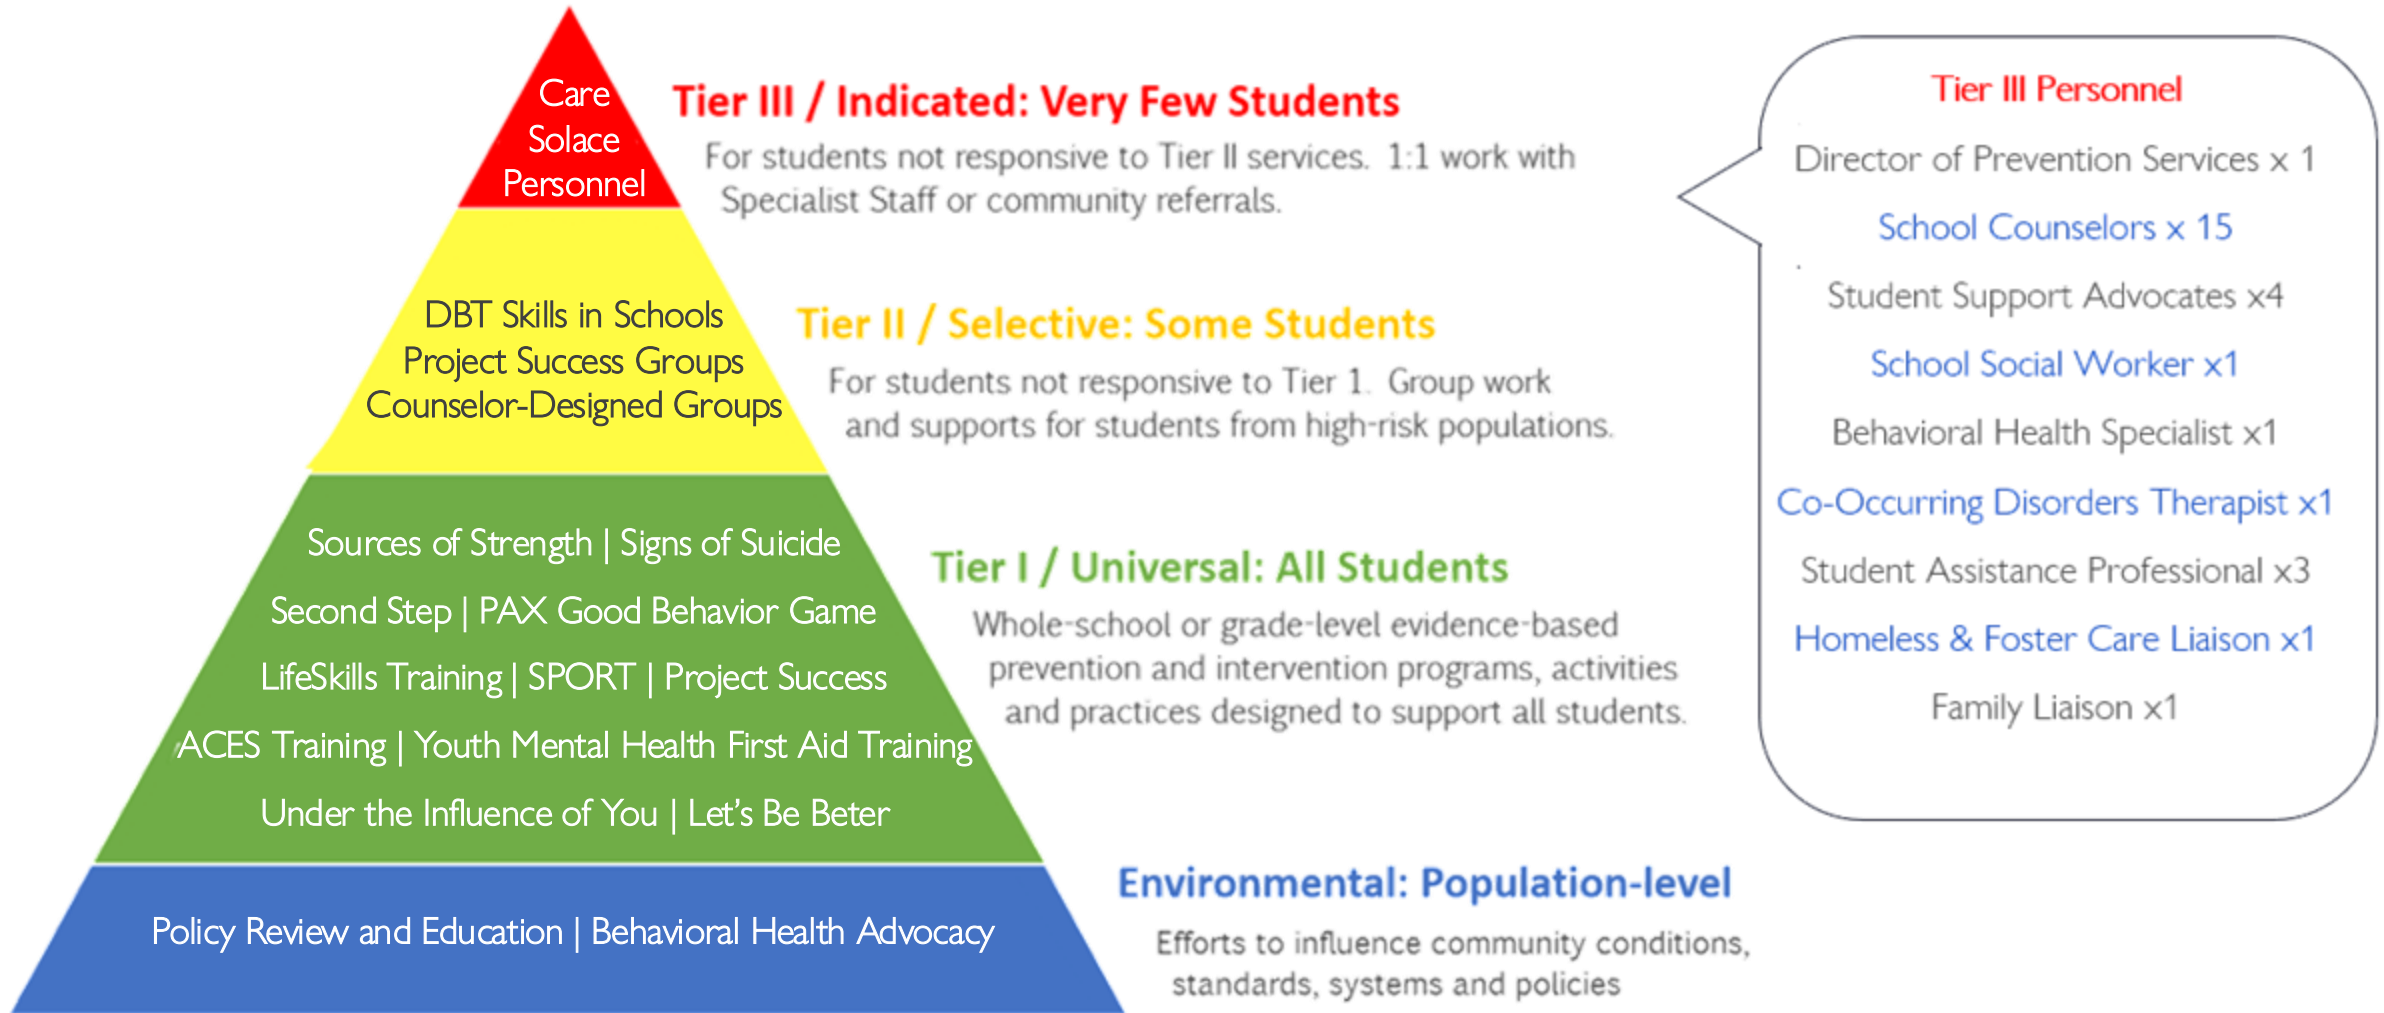 Care
Solace
Personnel
Tier III / Indicated: Very Few Students
For students not responsive to Tier II services. 1:1 work with
Specialist Staff or community referrals.
DBT Skills in Schools
Project Success Groups
Counselor-Designed Groups
Tier II / Selective: Some Students
For students not responsive to Tier 1. Group work
and supports for students from high-risk populations.
Sources of Strength | Signs of Suicide
Second Step | PAX Good Behavior Game
LifeSkills Training | SPORT | Project Success
ACES Training | Youth Mental Health First Aid Training
Under the Influence of You | Let's Be Beter
Tier I / Universal: All Students
Whole-school or grade-level evidence-based
prevention and intervention programs, activities
and practices designed to support all students.
Policy Review and Education | Behavioral Health Advocacy
Environmental: Population-level
Efforts to influence community conditions,
standards, systems and policies
Tier III Personnel
Director of Prevention Services x 1
School Counselors x 15
Student Support Advocates x4
School Social Worker x1
Behavioral Health Specialist x1
Co-Occurring Disorders Therapist x1
Student Assistance Professional x3
Homeless & Foster Care Liaison x1
Family Liaison x1